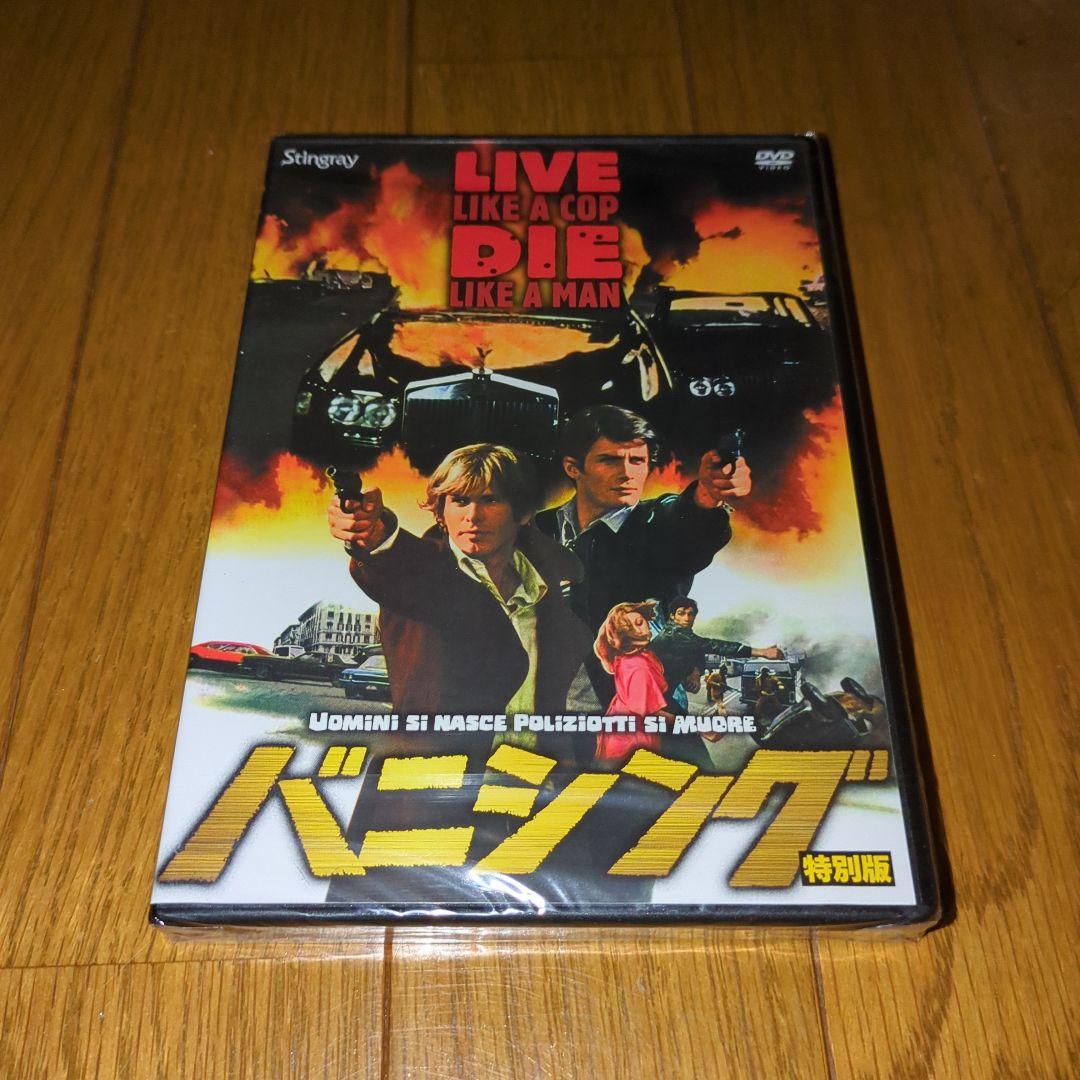 Stingray
DVD
VIDEO
LIVE
LIKE A COP
DIE
LIKE A MAN
UOMINI SI NASCE POLIZIOTTI SI MUORE
バニシング
特別版